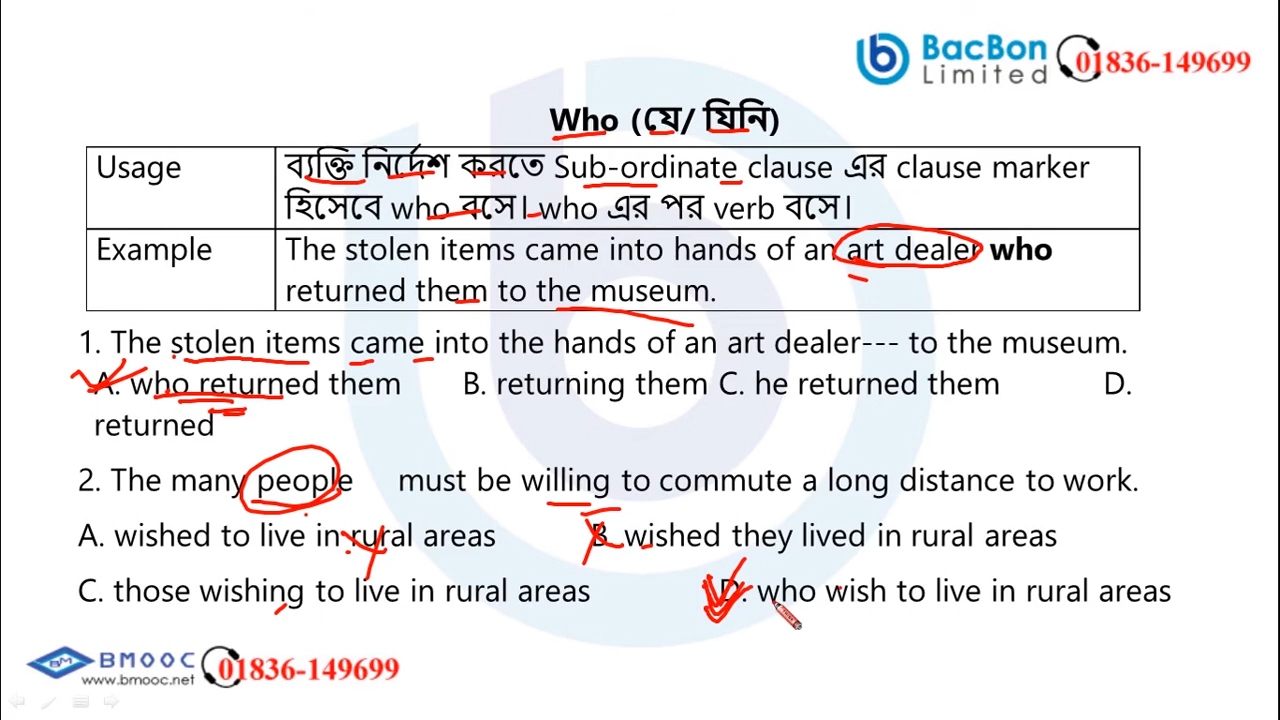 BacBon
Limited
01836-149699
Who (যে/ যিনি)
Usage
ব্যক্তি নির্দেশ করতে Sub-ordinate clause এর clause marker
হিসেবে who বসে। who এর পর verb বসে।
Example
The stolen items came into hands of an art dealer who
returned them to the museum.
1. The stolen items came into the hands of an art dealer--- to the museum.
A. who returned them B. returning them C. he returned them D.
returned
2. The many people must be willing to commute a long distance to work.
A. wished to live in rural areas B. wished they lived in rural areas
C. those wishing to live in rural areas D. who wish to live in rural areas
BM BMOOC
www.bmooc.net
01836-149699